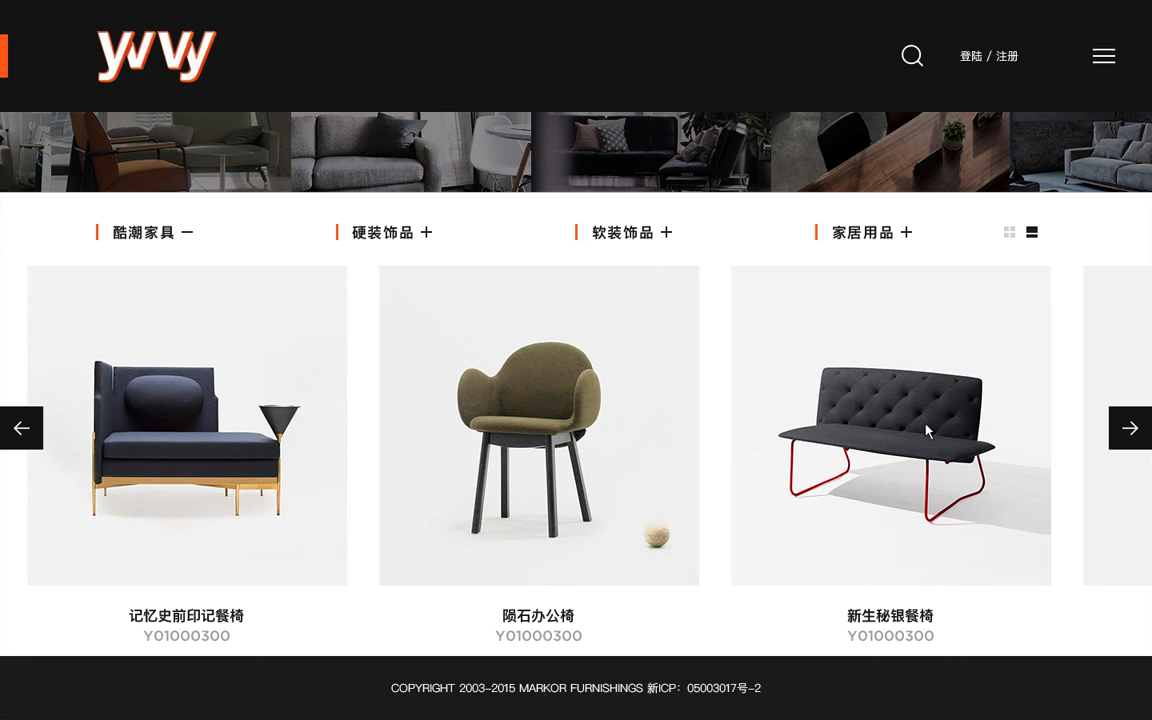 登陆 / 注册
酷潮家具
硬装饰品
软装饰品
家居用品
记忆史前印记餐椅
Y01000300
陨石办公椅
Y01000300
新生秘银餐椅
Y01000300
COPYRIGHT 2003-2015 MARKOR FURNISHINGS 新ICP：05003017号-2